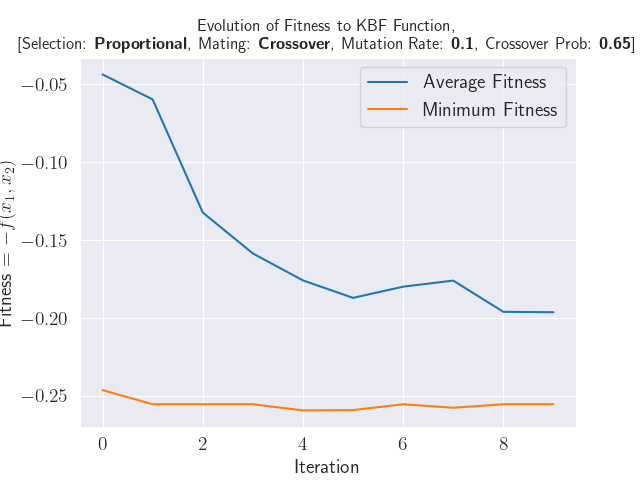 Evolution of Fitness to KBF Function,
[Selection: Proportional, Mating: Crossover, Mutation Rate: 0.1, Crossover Prob: 0.65]
Average Fitness
Minimum Fitness
−0.05
−0.10
−0.15
−0.20
−0.25
Fitness = −f(x₁, x₂)
0 2 4 6 8
Iteration